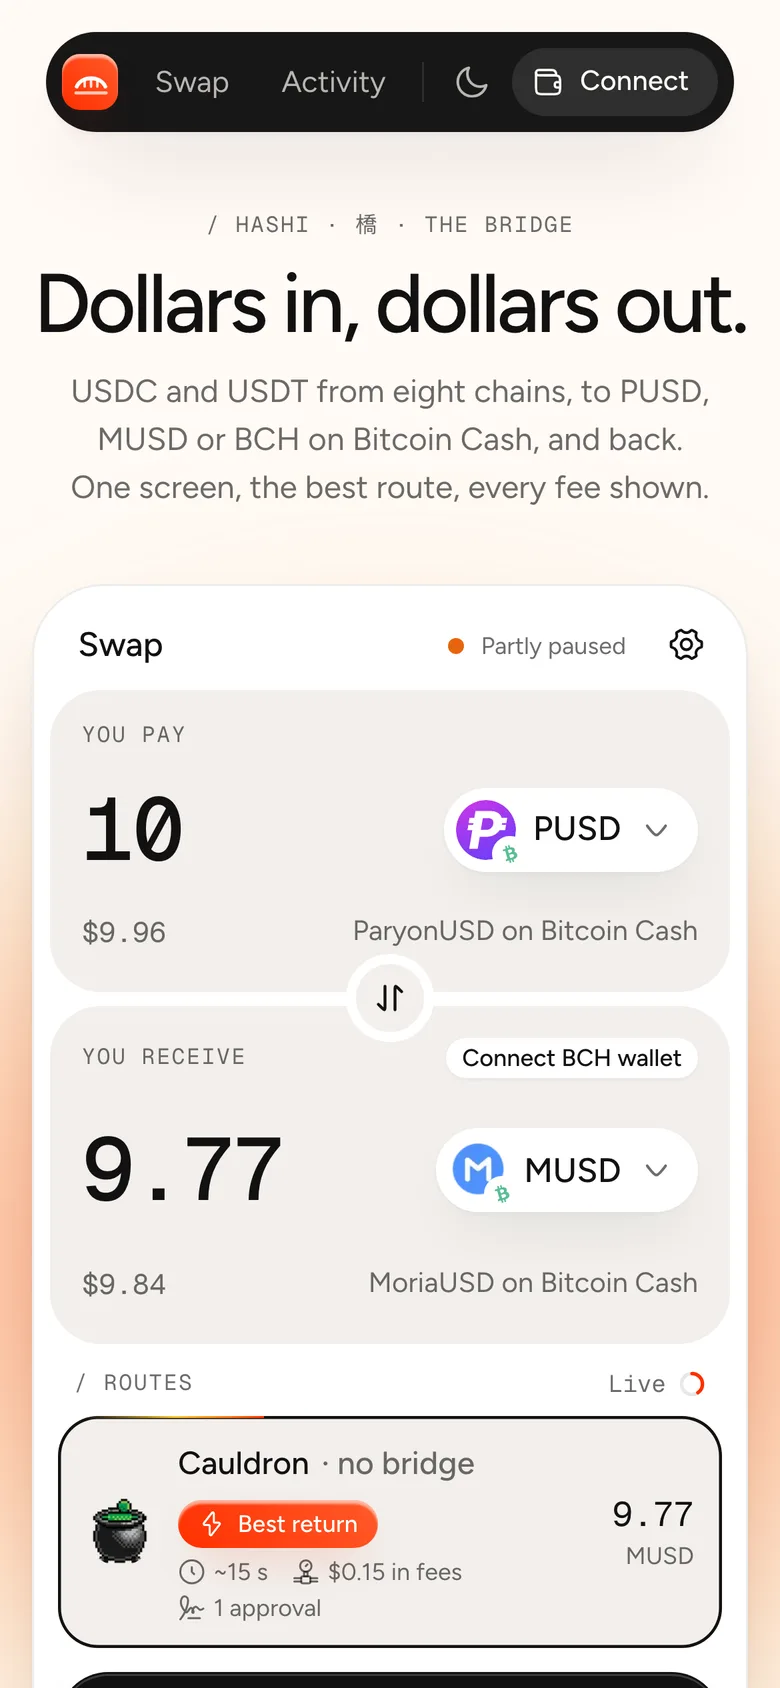 Swap
Activity
Connect
/ HASHI · 橋 · THE BRIDGE
Dollars in, dollars out.
USDC and USDT from eight chains, to PUSD,
MUSD or BCH on Bitcoin Cash, and back.
One screen, the best route, every fee shown.
Swap
Partly paused
YOU PAY
10
PUSD
$9.96
ParyonUSD on Bitcoin Cash
YOU RECEIVE
Connect BCH wallet
9.77
MUSD
$9.84
MoriaUSD on Bitcoin Cash
/ ROUTES
Live
Cauldron · no bridge
Best return
9.77
MUSD
~15 s
$0.15 in fees
1 approval